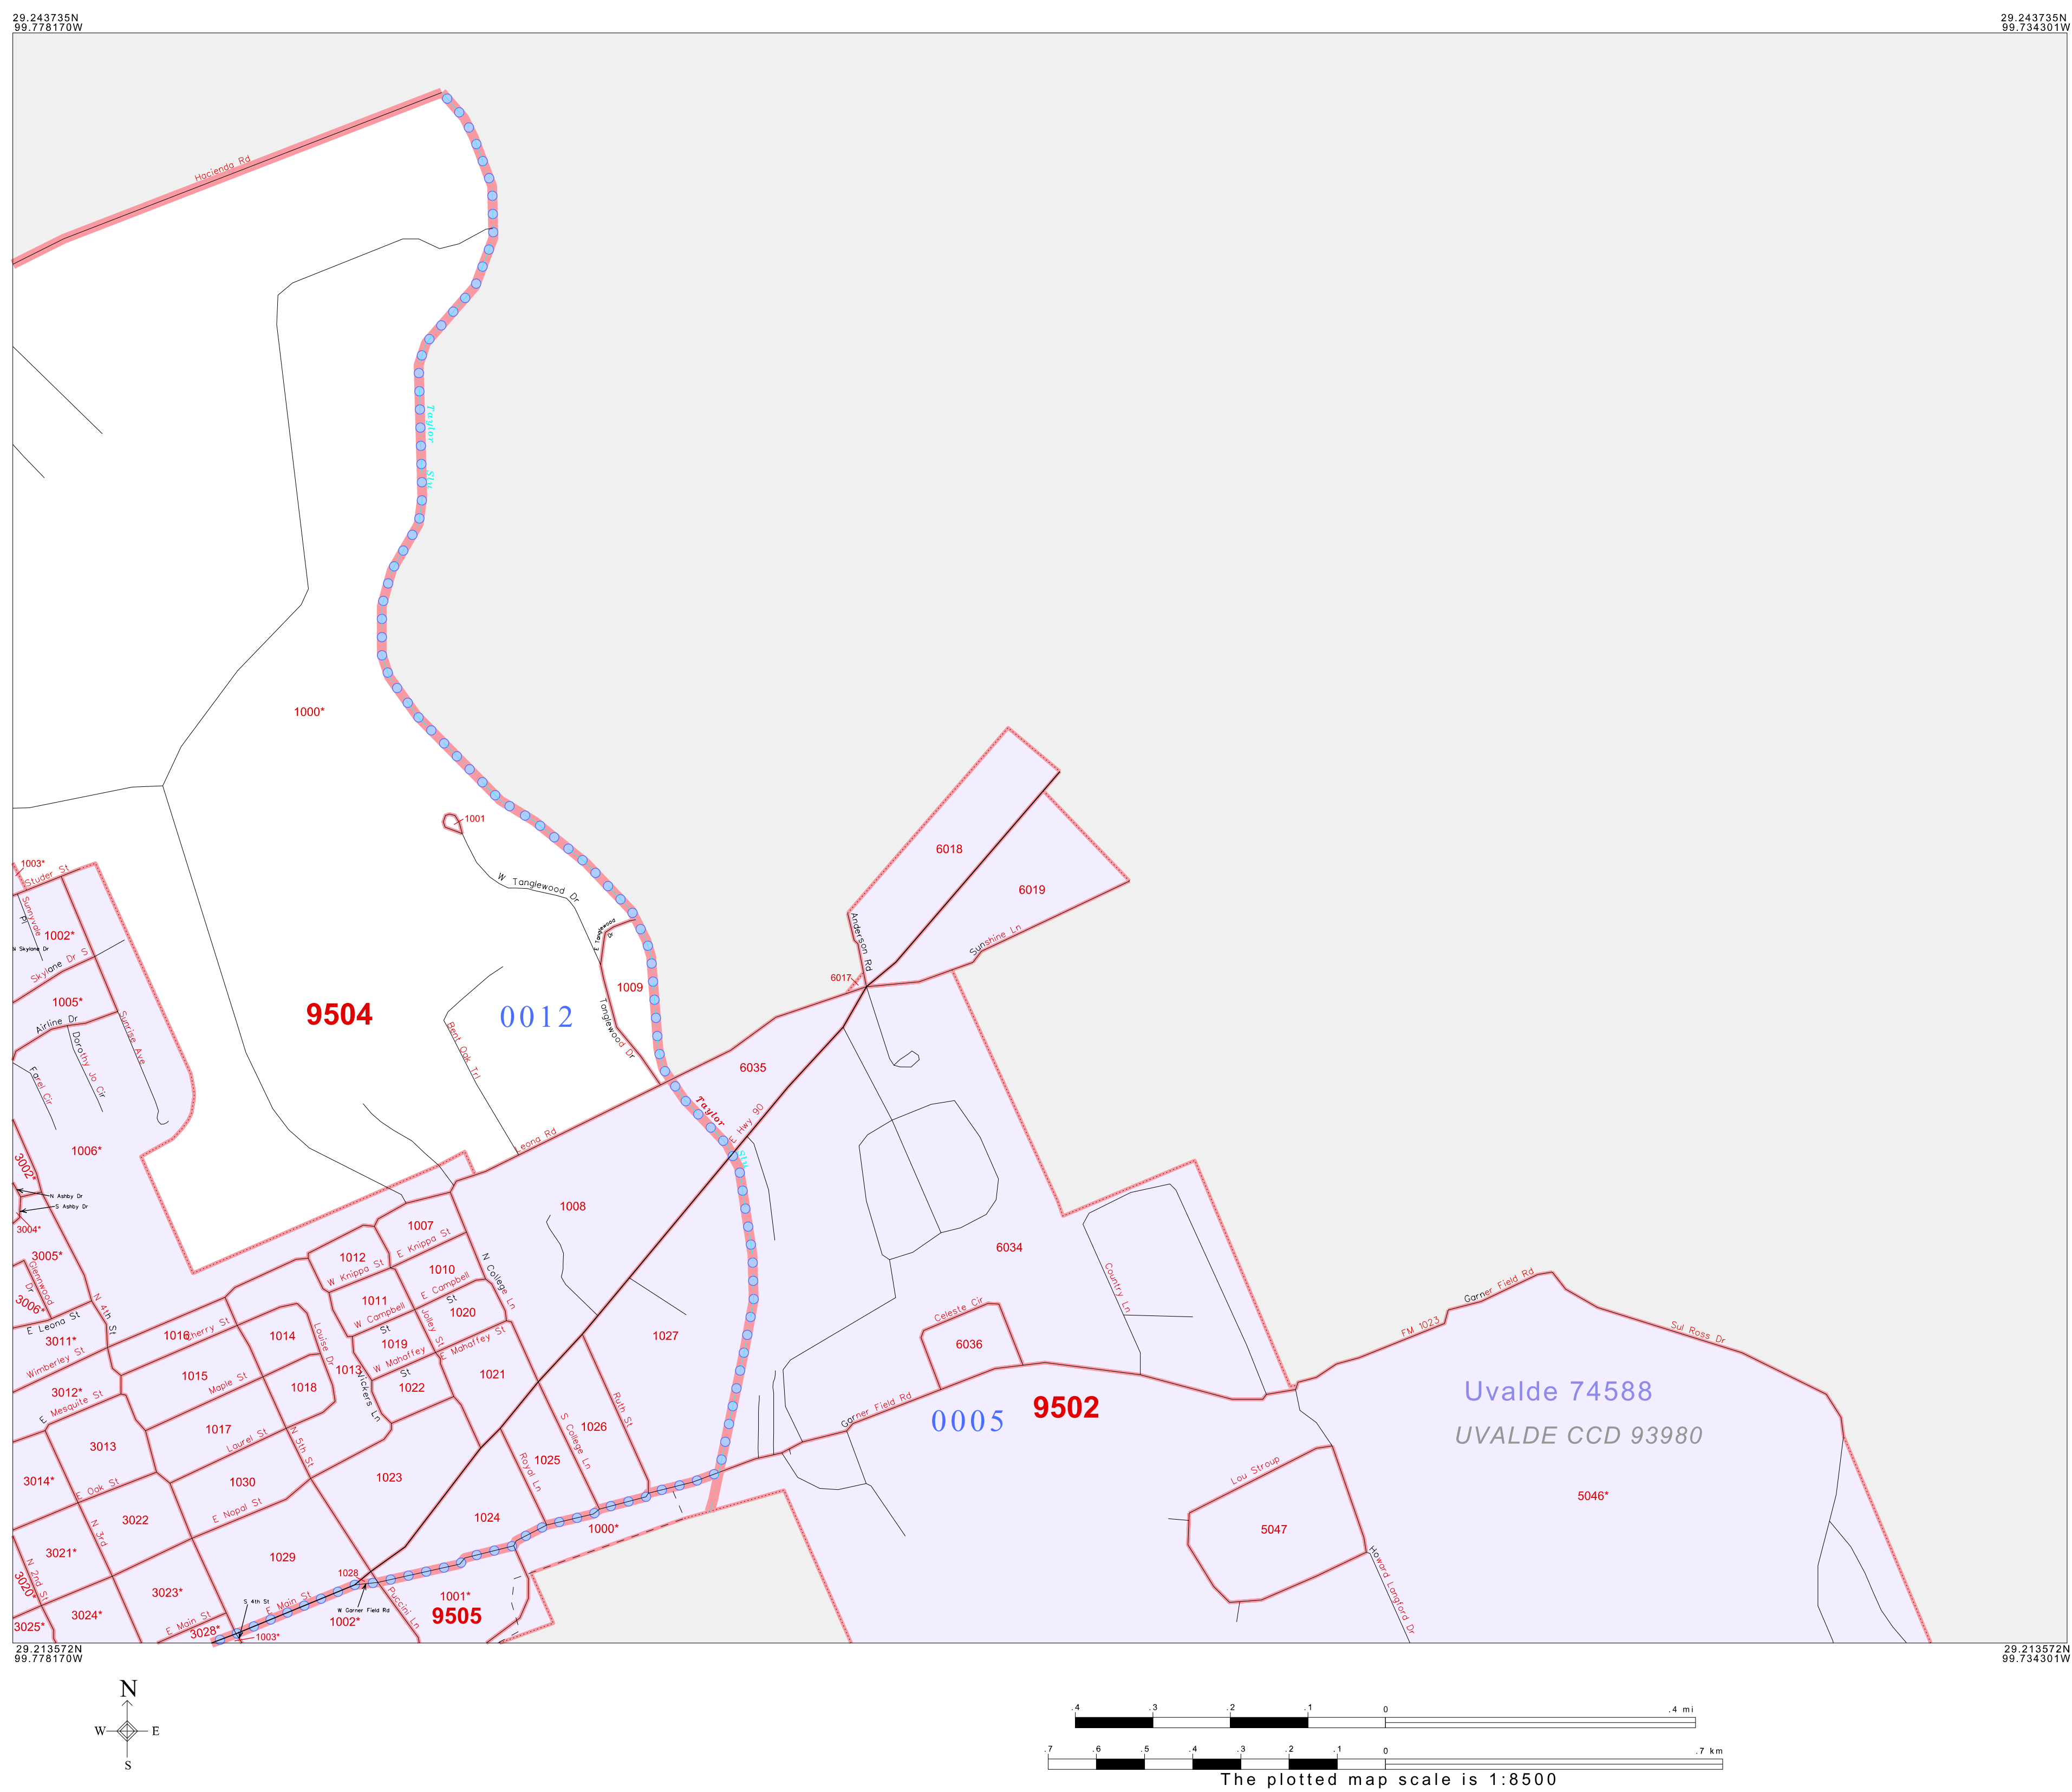 29.243735N
99.778170W
29.243735N
99.734301W
Hacienda Rd
Taylor Slu
1000*
1001
W Tanglewood Dr
E Tanglewood
Dr
1009
Tanglewood Dr
9504
0012
Bent Oak Trl
1003*
Studer St
Sunnyvale
Pl
1002*
N Skylane Dr
Skylane Dr S
1005*
Airline Dr
Dorothy Jo Cir
Farel Cir
Sunrise Ave
1006*
3002*
N Ashby Dr
S Ashby Dr
3004*
3005*
Glennwood
Dr
3006*
N 4th St
E Leona St
3011*
Wimberley St
3012*
E Mesquite St
3013
3014*
E Oak St
3022
N 3rd
3021*
N 2nd St
3020*
3023*
3024*
3025*
E Main St
3028*
S 4th St
1003*
E Main St
1002*
6018
6019
Anderson Rd
Sunshine Ln
6017
6035
Taylor
Slu
E Hwy 90
Leona Rd
1008
1007
1012
E Knippa St
W Knippa St
1010
1011
E Campbell
St
W Campbell
St
1020
N College Ln
1019
Jolley St
E Mahaffey St
W Mahaffey
St
1016
Cherry St
1014
Louise Dr
1013
Vickers Ln
1015
Maple St
1018
1022
1021
1017
Laurel St
N 5th St
1030
E Nopal St
1023
1024
1029
1028
W Garner Field Rd
Puccini Ln
1001*
9505
1000*
Royal Ln
1025
S College Ln
1026
Ruth St
1027
6034
Country Ln
Celeste Cir
6036
Garner Field Rd
0005
9502
FM 1023
Garner Field Rd
Sul Ross Dr
Uvalde 74588
UVALDE CCD 93980
Lou Stroup
5047
5046*
Howard Langford Dr
29.213572N
99.778170W
29.213572N
99.734301W
N
W E
S
.4 .3 .2 .1 0 .4 mi
.7 .6 .5 .4 .3 .2 .1 0 .7 km
The plotted map scale is 1:8500